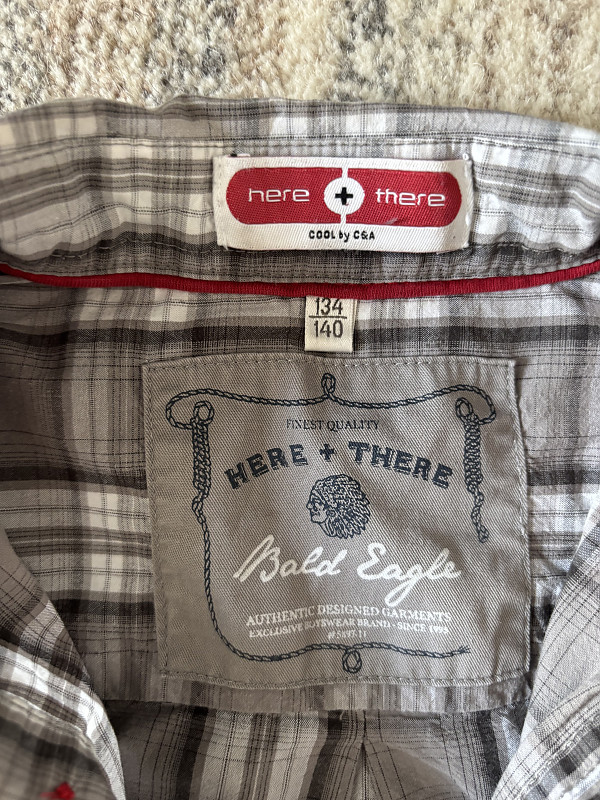 here + there
COOL by C&A
134
140
FINEST QUALITY
HERE + THERE
Bald Eagle
AUTHENTIC DESIGNED GARMENTS
EXCLUSIVE BOYSWEAR BRAND - SINCE 1995